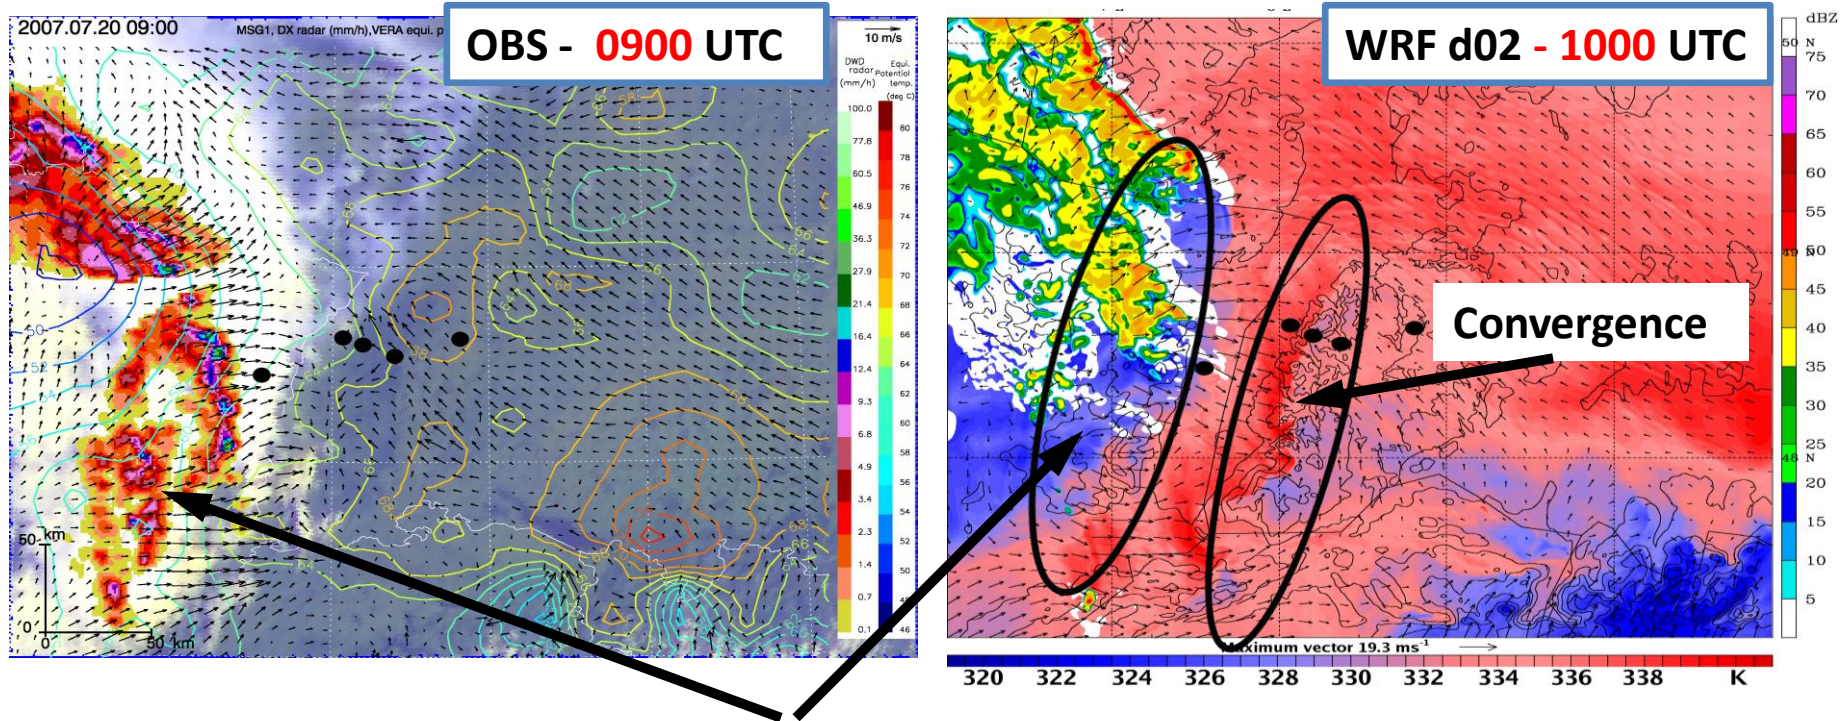 2007.07.20 09:00
MSG1, DX radar (mm/h),VERA equi. p
OBS - 0900 UTC
10 m/s
DWD
radar
(mm/h)
Equi.
Potential
temp.
(deg C)
100.0
77.8
60.5
46.9
36.3
27.9
21.4
16.4
12.4
9.3
6.8
4.9
3.4
2.3
1.4
0.7
0.1
80
78
76
74
72
70
68
66
64
62
60
58
56
54
52
50
46
50 km
0
0
50 km
WRF d02 - 1000 UTC
Convergence
dBZ
75
70
65
60
55
50
45
40
35
30
25
20
15
10
5
50 N
49 N
48 N
Maximum vector 19.3 ms-1
320 322 324 326 328 330 332 334 336 338 K